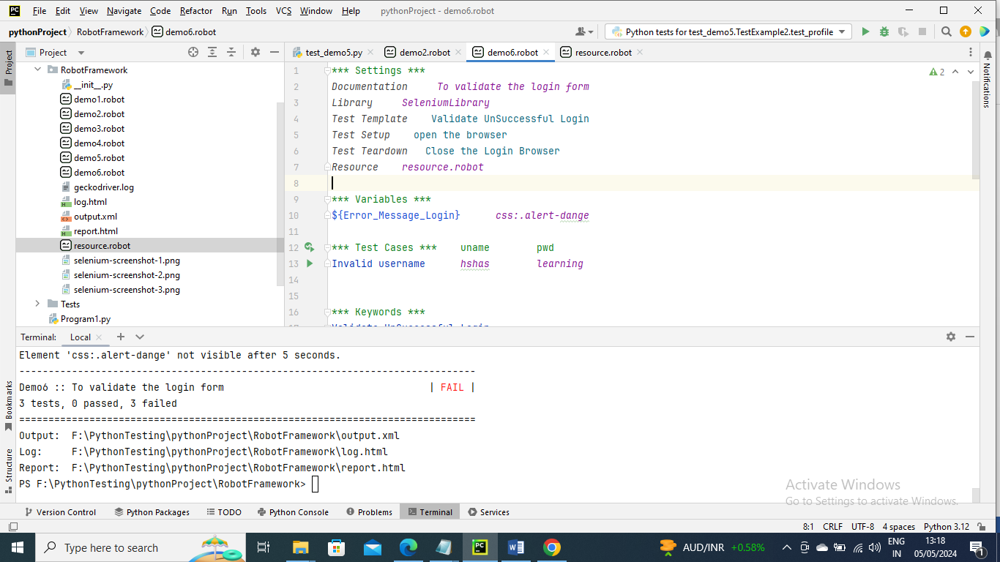 File Edit View Navigate Code Refactor Run Tools VCS Window Help pythonProject - demo6.robot
pythonProject RobotFramework demo6.robot Python tests for test_demo5.TestExample2.test_profile
Project
Project
test_demo5.py demo2.robot demo6.robot resource.robot
Notifications
RobotFramework
__init__.py
demo1.robot
demo2.robot
demo3.robot
demo4.robot
demo5.robot
demo6.robot
geckodriver.log
log.html
output.xml
report.html
resource.robot
selenium-screenshot-1.png
selenium-screenshot-2.png
selenium-screenshot-3.png
Tests
Program1.py
1 *** Settings *** 2
2 Documentation To validate the login form
3 Library SeleniumLibrary
4 Test Template Validate UnSuccessful Login
5 Test Setup open the browser
6 Test Teardown Close the Login Browser
7 Resource resource.robot
8
9 *** Variables ***
10 ${Error_Message_Login} css:.alert-dange
11
12 *** Test Cases *** uname pwd
13 Invalid username hshas learning
14
15
16 *** Keywords ***
17 Validate UnSuccessful Login
Terminal: Local
Element 'css:.alert-dange' not visible after 5 seconds.
------------------------------------------------------------------------------
Demo6 :: To validate the login form | FAIL |
3 tests, 0 passed, 3 failed
==============================================================================
Output: F:\PythonTesting\pythonProject\RobotFramework\output.xml
Log: F:\PythonTesting\pythonProject\RobotFramework\log.html
Report: F:\PythonTesting\pythonProject\RobotFramework\report.html
PS F:\PythonTesting\pythonProject\RobotFramework>
Bookmarks
Structure
Activate Windows
Go to Settings to activate Windows.
Version Control Python Packages TODO Python Console Problems Terminal Services
8:1 CRLF UTF-8 4 spaces Python 3.12
Type here to search
AUD/INR +0.58%
ENG
IN
13:18
05/05/2024
1